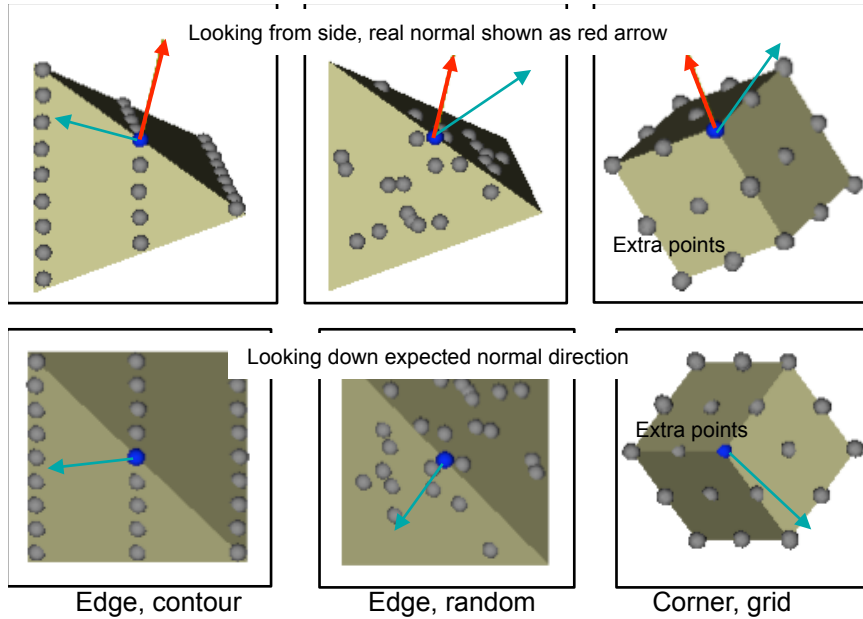 Looking from side, real normal shown as red arrow
Extra points
Looking down expected normal direction
Extra points
Edge, contour
Edge, random
Corner, grid